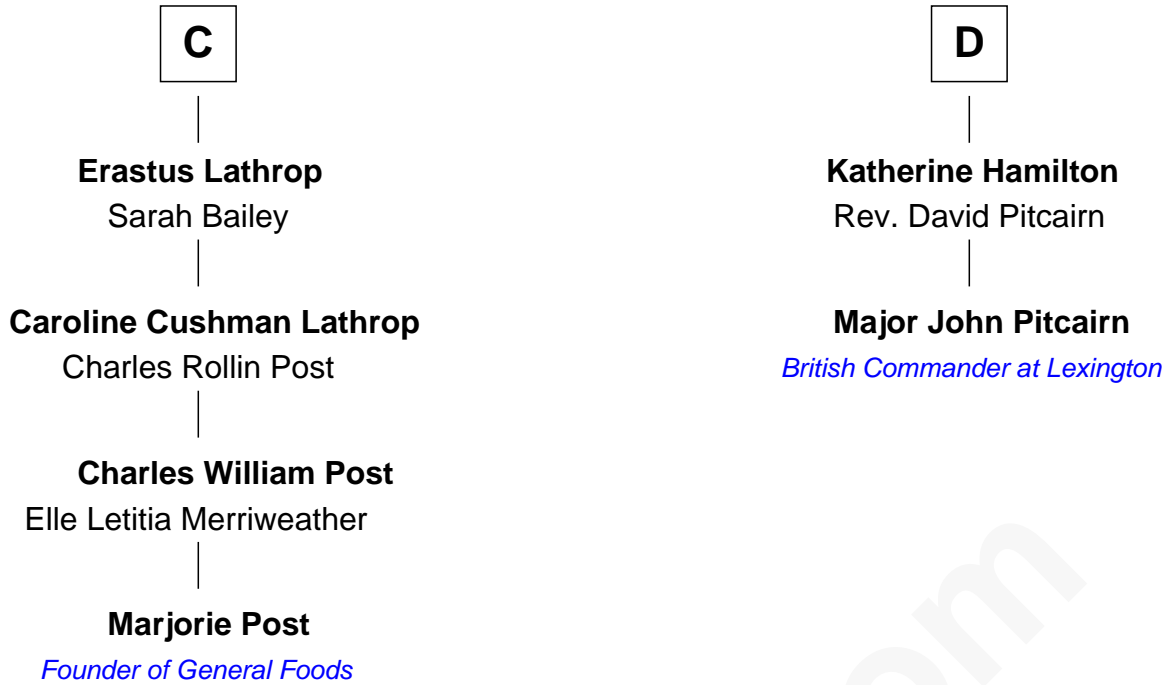 C
Erastus Lathrop
Sarah Bailey
Caroline Cushman Lathrop
Charles Rollin Post
Charles William Post
Elle Letitia Merriweather
Marjorie Post
Founder of General Foods
D
Katherine Hamilton
Rev. David Pitcairn
Major John Pitcairn
British Commander at Lexington
om